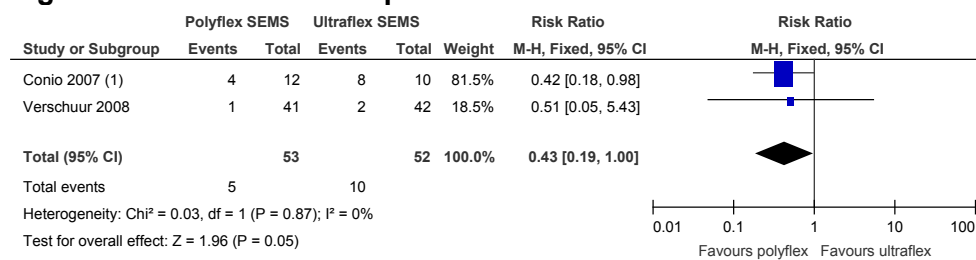 Polyflex SEMS Ultraflex SEMS Risk Ratio Risk Ratio
Study or Subgroup Events Total Events Total Weight M-H, Fixed, 95% CI M-H, Fixed, 95% CI
Conio 2007 (1) 4 12 8 10 81.5% 0.42 [0.18, 0.98]
Verschuur 2008 1 41 2 42 18.5% 0.51 [0.05, 5.43]
Total (95% CI) 53 52 100.0% 0.43 [0.19, 1.00]
Total events 5 10
Heterogeneity: Chi² = 0.03, df = 1 (P = 0.87); I² = 0%
Test for overall effect: Z = 1.96 (P = 0.05)
0.01 0.1 1 10 100
Favours polyflex Favours ultraflex